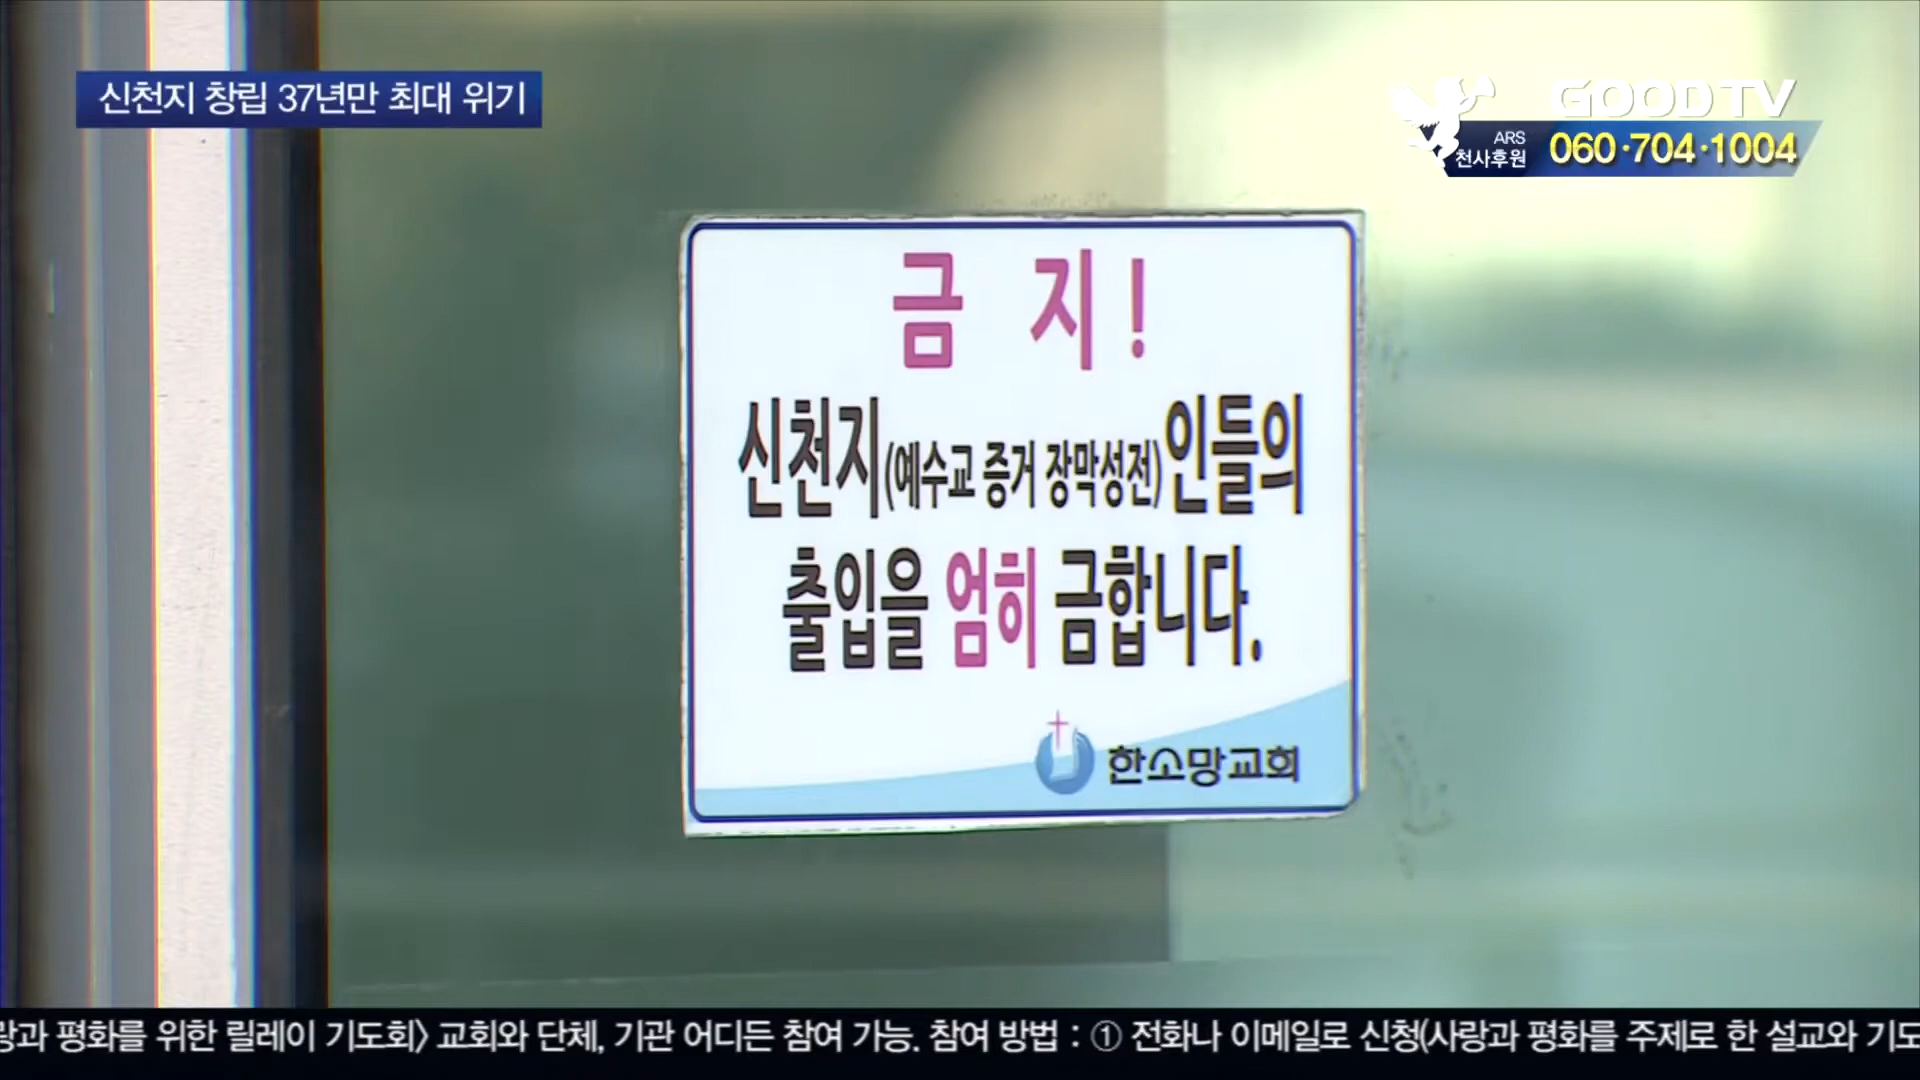 신천지 창립 37년만 최대 위기
GOODTV
ARS
천사후원
060·704·1004
금 지!
신천지(예수교 증거 장막성전)인들의
출입을 엄히 금합니다.
한소망교회
랑과 평화를 위한 릴레이 기도회> 교회와 단체, 기관 어디든 참여 가능. 참여 방법 : ① 전화나 이메일로 신청(사랑과 평화를 주제로 한 설교와 기도